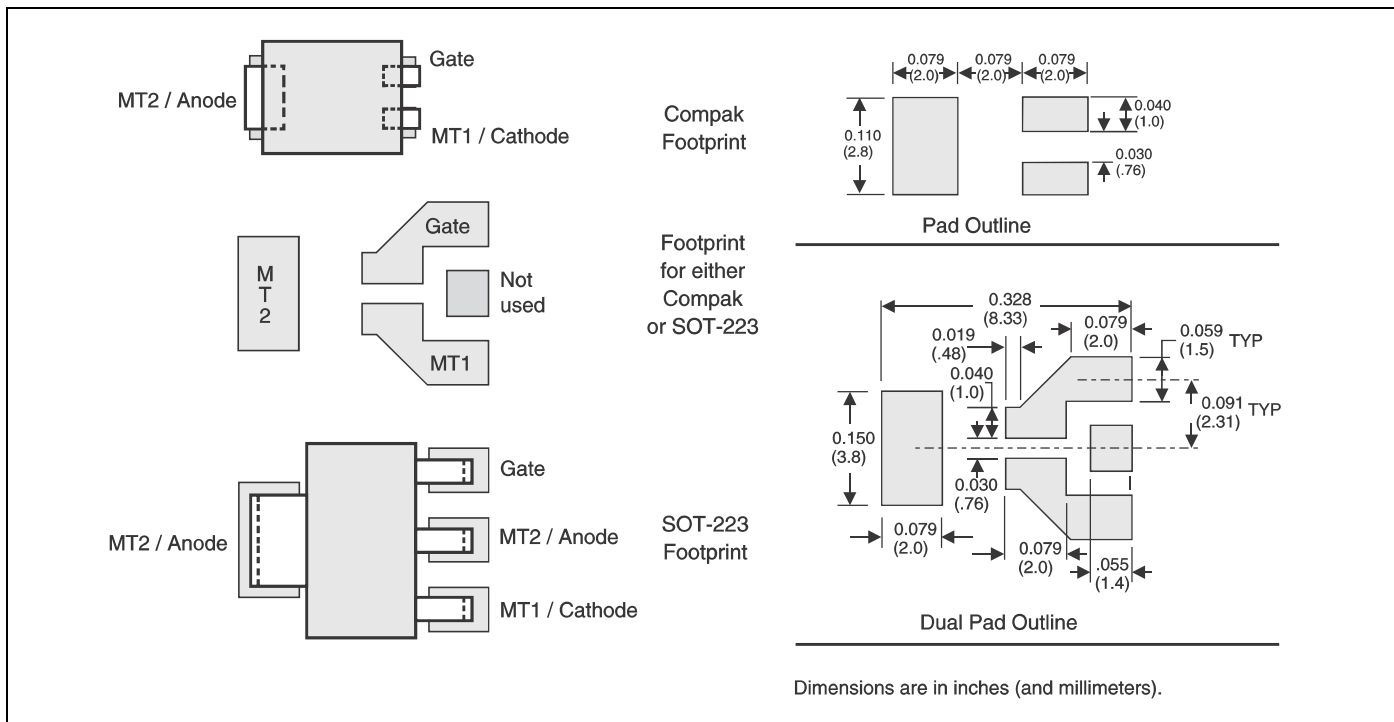 Gate
MT2 / Anode
MT1 / Cathode
Compak
Footprint
0.079
(2.0)
0.079
(2.0)
0.079
(2.0)
0.110
(2.8)
0.040
(1.0)
0.030
(.76)
Pad Outline
M
T
2
Gate
MT1
Not
used
Footprint
for either
Compak
or SOT-223
0.328
(8.33)
0.019
(.48)
0.079
(2.0)
0.059
(1.5)
TYP
0.040
(1.0)
0.091
(2.31)
TYP
0.150
(3.8)
0.030
(.76)
0.079
(2.0)
0.079
(2.0)
.055
(1.4)
Dual Pad Outline
Gate
MT2 / Anode
MT2 / Anode
MT1 / Cathode
SOT-223
Footprint
Dimensions are in inches (and millimeters).